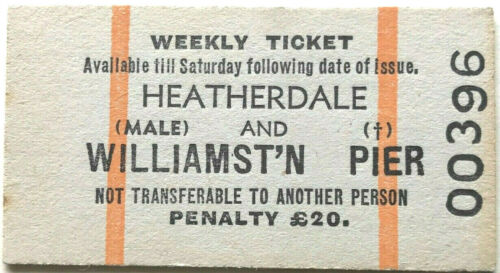 WEEKLY TICKET
Available till Saturday following date of Issue.
HEATHERDALE
(MALE) AND (†)
WILLIAMST'N PIER
NOT TRANSFERABLE TO ANOTHER PERSON
PENALTY £20.
00396